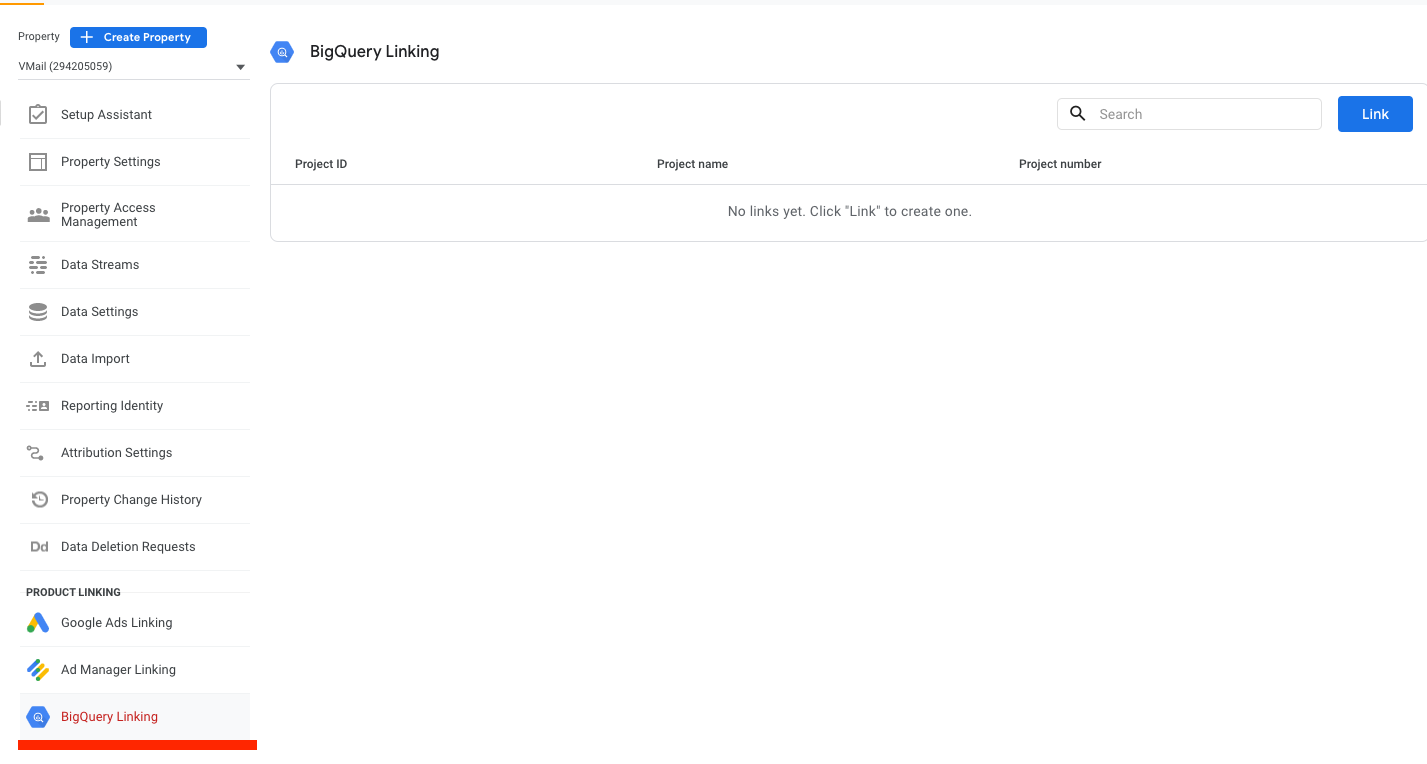 Property
Create Property
VMail (294205059)
Setup Assistant
Property Settings
Property Access
Management
Data Streams
Data Settings
Data Import
Reporting Identity
Attribution Settings
Property Change History
Dd Data Deletion Requests
PRODUCT LINKING
Google Ads Linking
Ad Manager Linking
BigQuery Linking
BigQuery Linking
Search
Link
Project ID
Project name
Project number
No links yet. Click "Link" to create one.